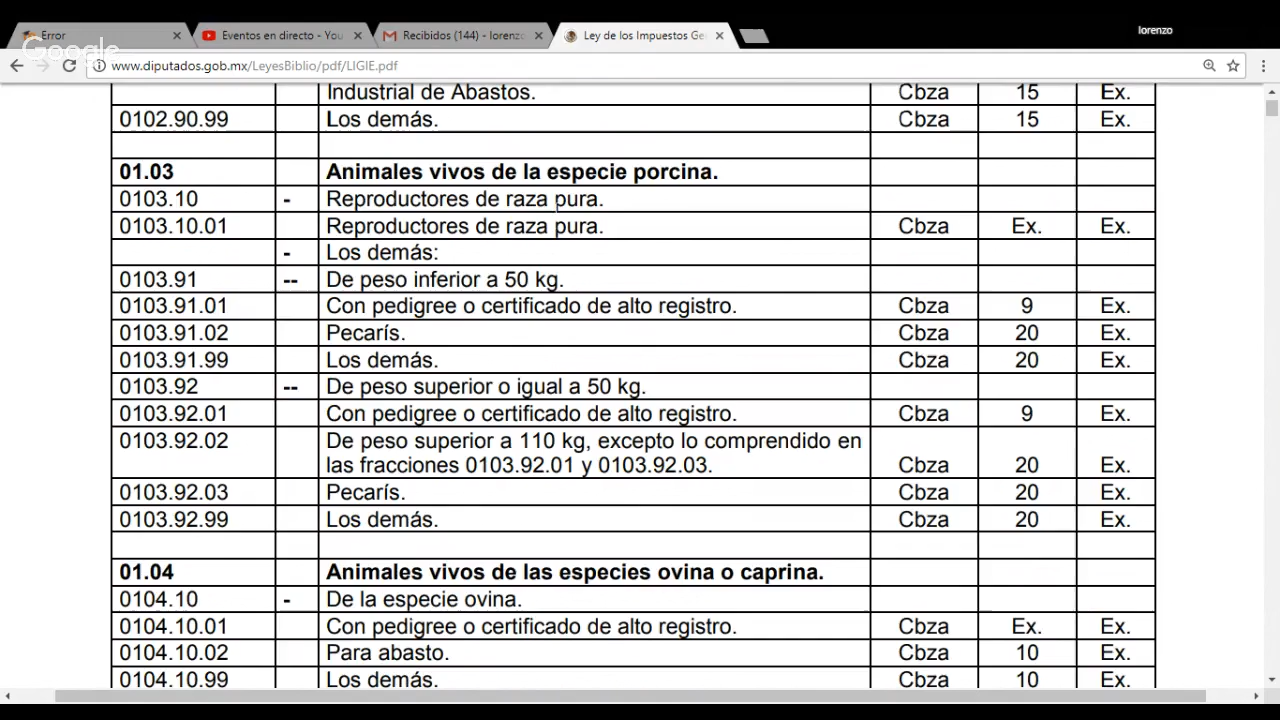 lorenzo
Error
Eventos en directo - You
Recibidos (144) - lorenzo
Ley de los Impuestos Ge
Google
www.diputados.gob.mx/LeyesBiblio/pdf/LIGIE.pdf
Industrial de Abastos. Cbza 15 Ex.
0102.90.99 Los demás. Cbza 15 Ex.
01.03 Animales vivos de la especie porcina.
0103.10 - Reproductores de raza pura.
0103.10.01 Reproductores de raza pura. Cbza Ex. Ex.
- Los demás:
0103.91 -- De peso inferior a 50 kg.
0103.91.01 Con pedigree o certificado de alto registro. Cbza 9 Ex.
0103.91.02 Pecarís. Cbza 20 Ex.
0103.91.99 Los demás. Cbza 20 Ex.
0103.92 -- De peso superior o igual a 50 kg.
0103.92.01 Con pedigree o certificado de alto registro. Cbza 9 Ex.
0103.92.02 De peso superior a 110 kg, excepto lo comprendido en
las fracciones 0103.92.01 y 0103.92.03. Cbza 20 Ex.
0103.92.03 Pecarís. Cbza 20 Ex.
0103.92.99 Los demás. Cbza 20 Ex.
01.04 Animales vivos de las especies ovina o caprina.
0104.10 - De la especie ovina.
0104.10.01 Con pedigree o certificado de alto registro. Cbza Ex. Ex.
0104.10.02 Para abasto. Cbza 10 Ex.
0104.10.99 Los demás. Cbza 10 Ex.